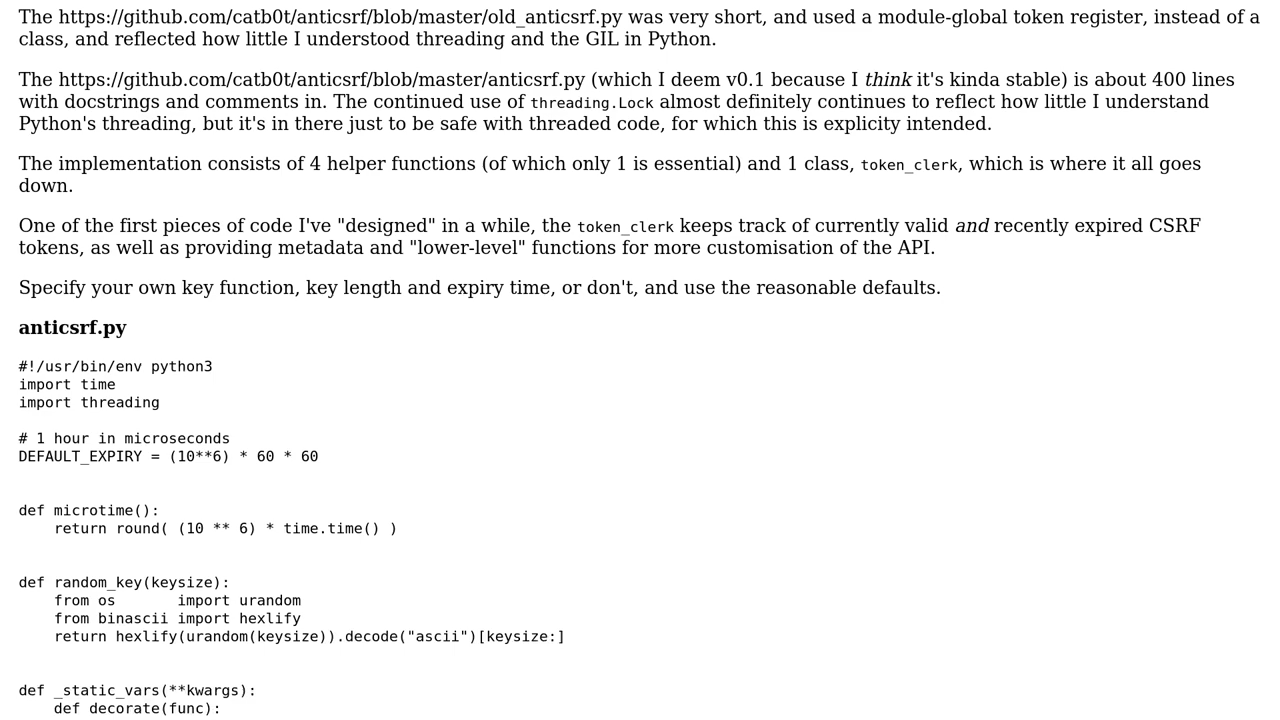 The https://github.com/catb0t/anticsrf/blob/master/old_anticsrf.py was very short, and used a module-global token register, instead of a
class, and reflected how little I understood threading and the GIL in Python.
The https://github.com/catb0t/anticsrf/blob/master/anticsrf.py (which I deem v0.1 because I think it's kinda stable) is about 400 lines
with docstrings and comments in. The continued use of threading.Lock almost definitely continues to reflect how little I understand
Python's threading, but it's in there just to be safe with threaded code, for which this is explicity intended.
The implementation consists of 4 helper functions (of which only 1 is essential) and 1 class, token_clerk, which is where it all goes
down.
One of the first pieces of code I've "designed" in a while, the token_clerk keeps track of currently valid and recently expired CSRF
tokens, as well as providing metadata and "lower-level" functions for more customisation of the API.
Specify your own key function, key length and expiry time, or don't, and use the reasonable defaults.
anticsrf.py
#!/usr/bin/env python3
import time
import threading
# 1 hour in microseconds
DEFAULT_EXPIRY = (10**6) * 60 * 60
def microtime():
    return round( (10 ** 6) * time.time() )
def random_key(keysize):
    from os       import urandom
    from binascii import hexlify
    return hexlify(urandom(keysize)).decode("ascii")[keysize:]
def _static_vars(**kwargs):
    def decorate(func):